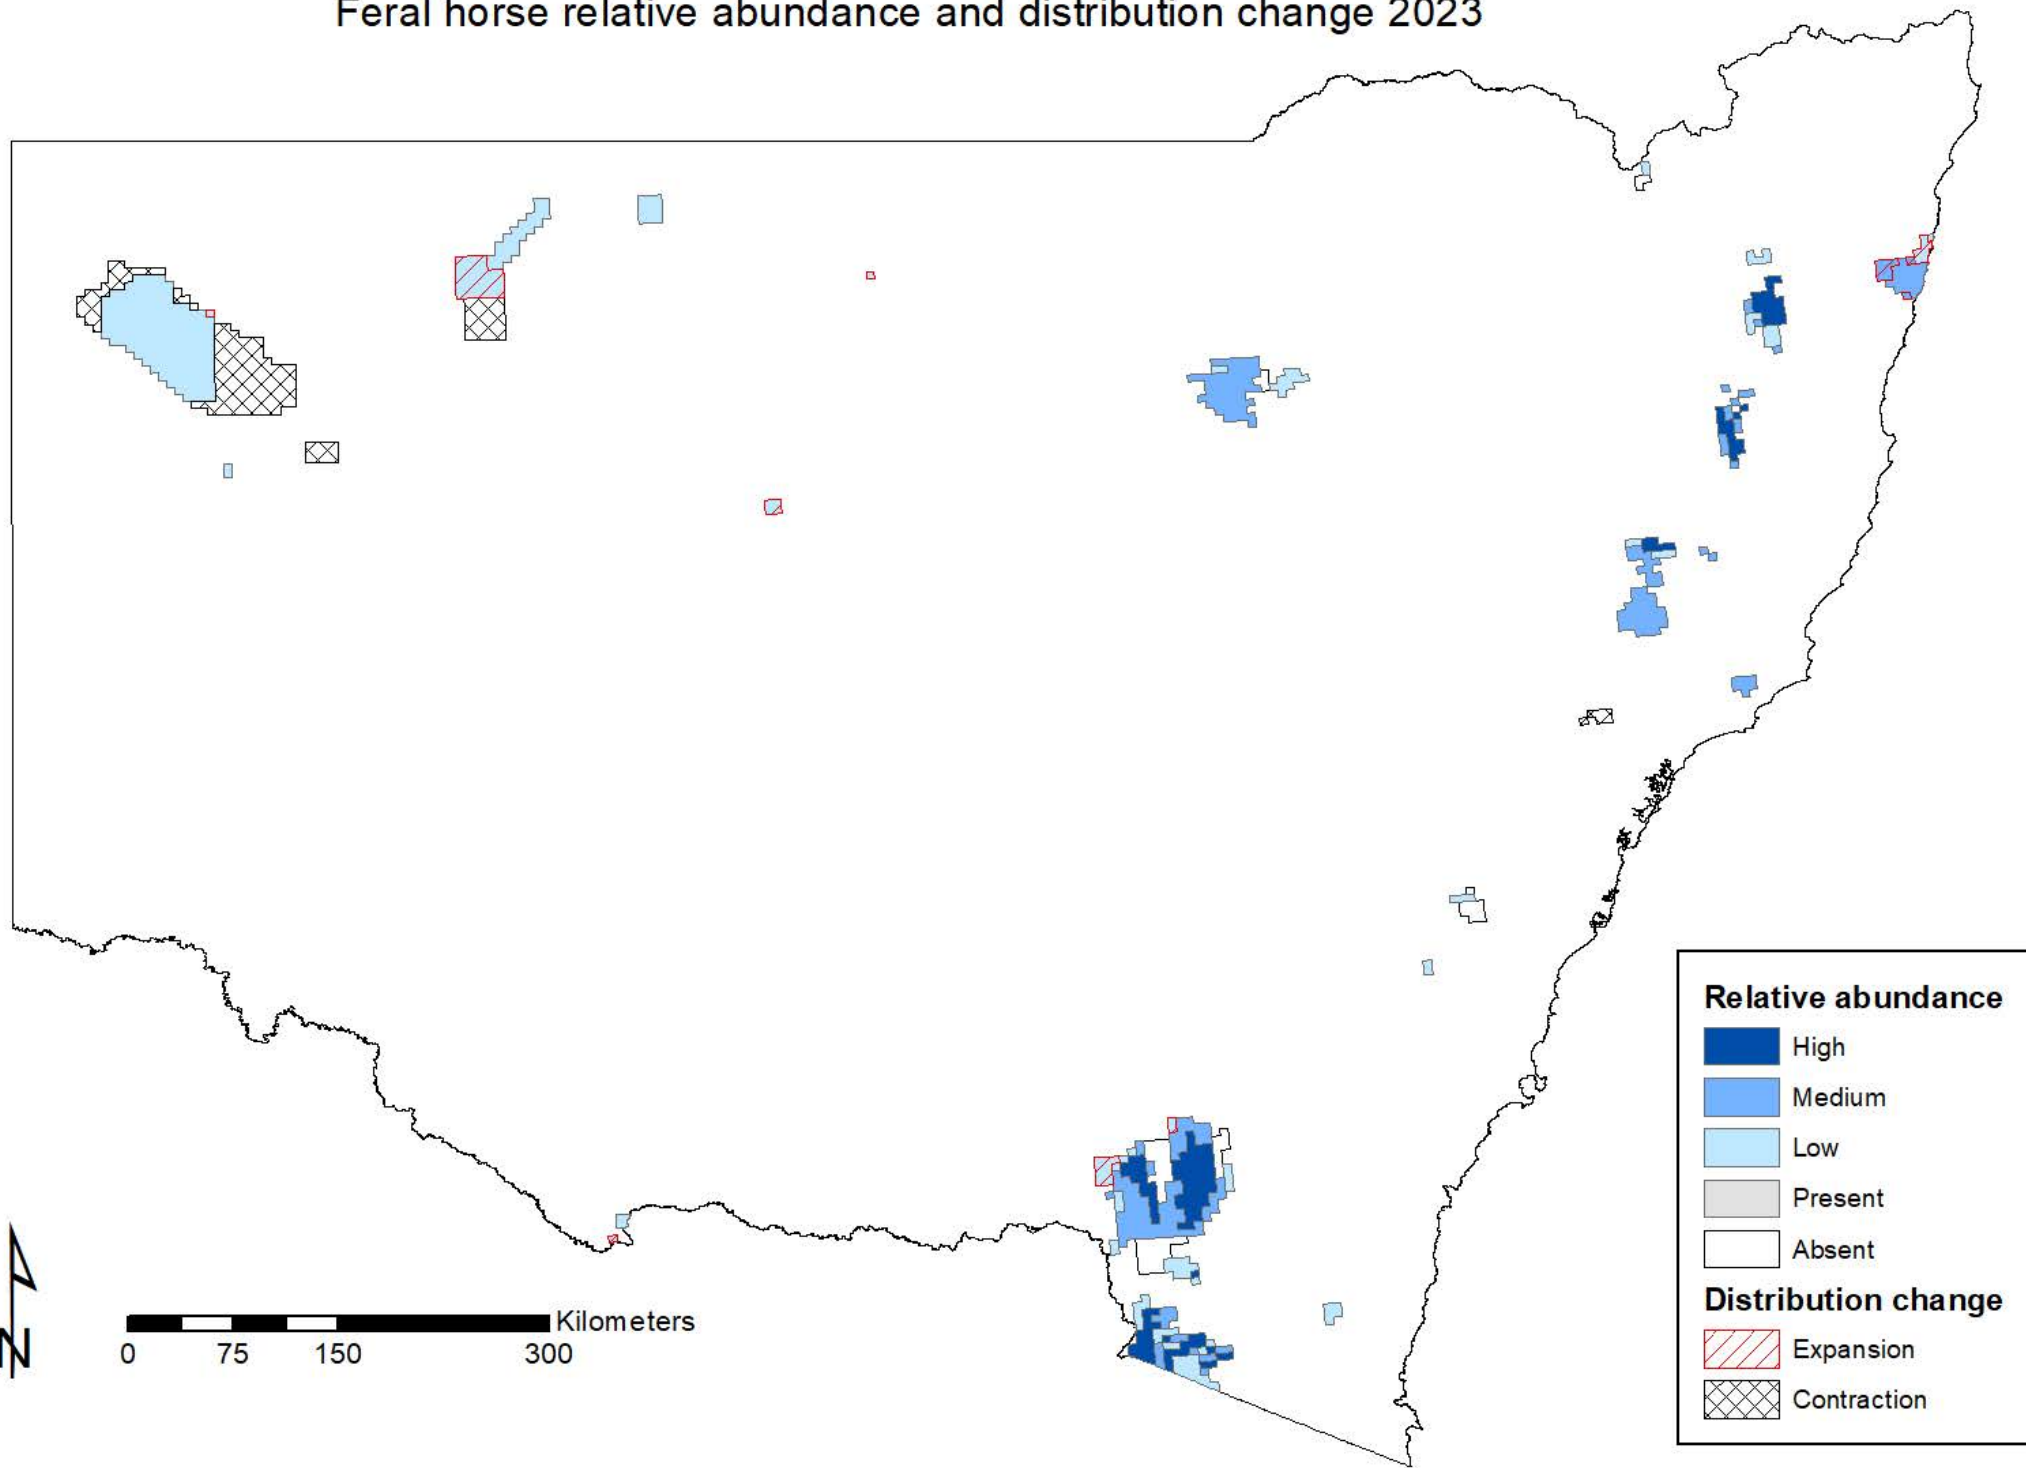 Feral horse relative abundance and distribution change 2023
Relative abundance
High
Medium
Low
Present
Absent
Distribution change
Expansion
Contraction
Kilometers
0 75 150 300
N